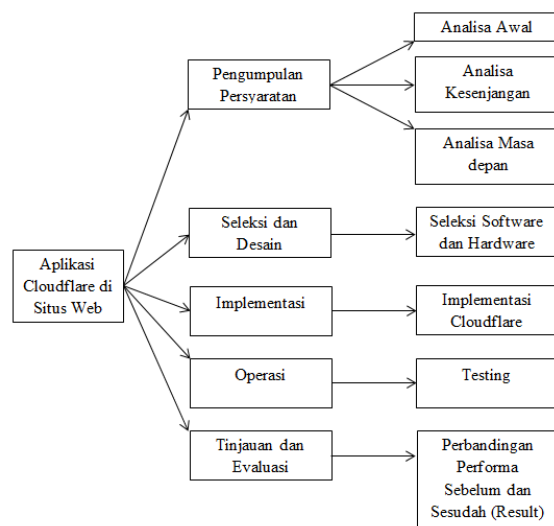 Aplikasi
Cloudflare di
Situs Web
Pengumpulan
Persyaratan
Analisa Awal
Analisa
Kesenjangan
Analisa Masa
depan
Seleksi dan
Desain
Seleksi Software
dan Hardware
Implementasi
Implementasi
Cloudflare
Operasi
Testing
Tinjauan dan
Evaluasi
Perbandingan
Performa
Sebelum dan
Sesudah (Result)